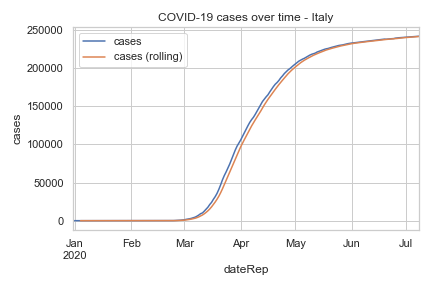 COVID-19 cases over time - Italy
cases
cases (rolling)
250000
200000
150000
100000
50000
0
cases
Jan Feb Mar Apr May Jun Jul
2020
dateRep